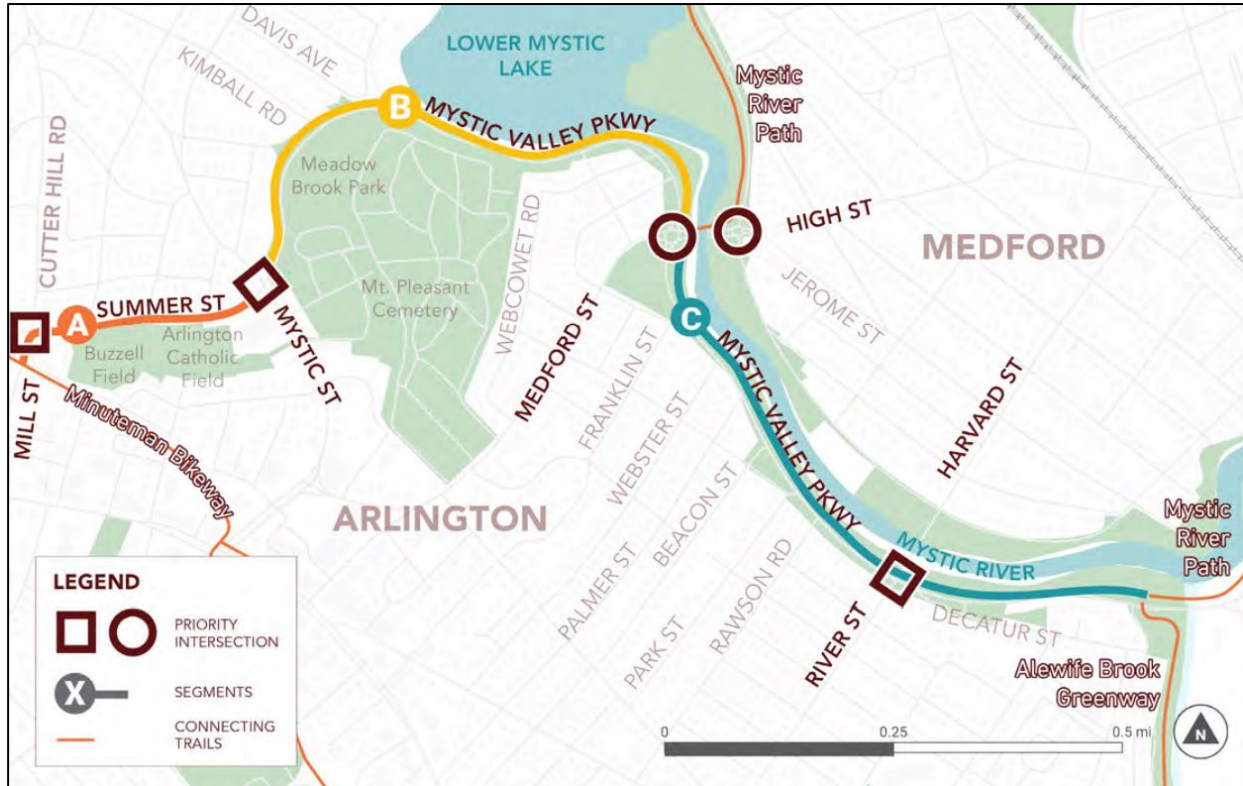 DAVIS AVE
KIMBALL RD
LOWER MYSTIC
LAKE
Mystic
River
Path
B
MYSTIC VALLEY PKWY
CUTTER HILL RD
Meadow
Brook Park
HIGH ST
MEDFORD
WEBCOWET RD
JEROME ST
Mt. Pleasant
Cemetery
A
SUMMER ST
Arlington
Catholic
Field
Buzzell
Field
MYSTIC ST
C
MEDFORD ST
FRANKLIN ST
MYSTIC VALLEY PKWY
HARVARD ST
MILL ST
Minuteman Bikeway
WEBSTER ST
BEACON ST
ARLINGTON
Mystic
River
Path
MYSTIC RIVER
PALMER ST
PARK ST
RAWSON RD
RIVER ST
DECATUR ST
Alewife Brook
Greenway
LEGEND
PRIORITY
INTERSECTION
X
SEGMENTS
CONNECTING
TRAILS
0
0.25
0.5 mi
N